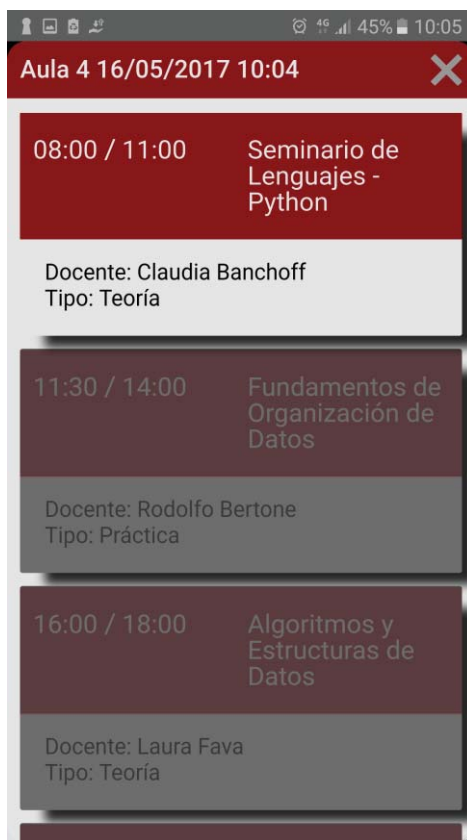 4G 45% 10:05
Aula 4 16/05/2017 10:04
08:00 / 11:00
Seminario de
Lenguajes -
Python
Docente: Claudia Banchoff
Tipo: Teoría
11:30 / 14:00
Fundamentos de
Organización de
Datos
Docente: Rodolfo Bertone
Tipo: Práctica
16:00 / 18:00
Algoritmos y
Estructuras de
Datos
Docente: Laura Fava
Tipo: Teoría